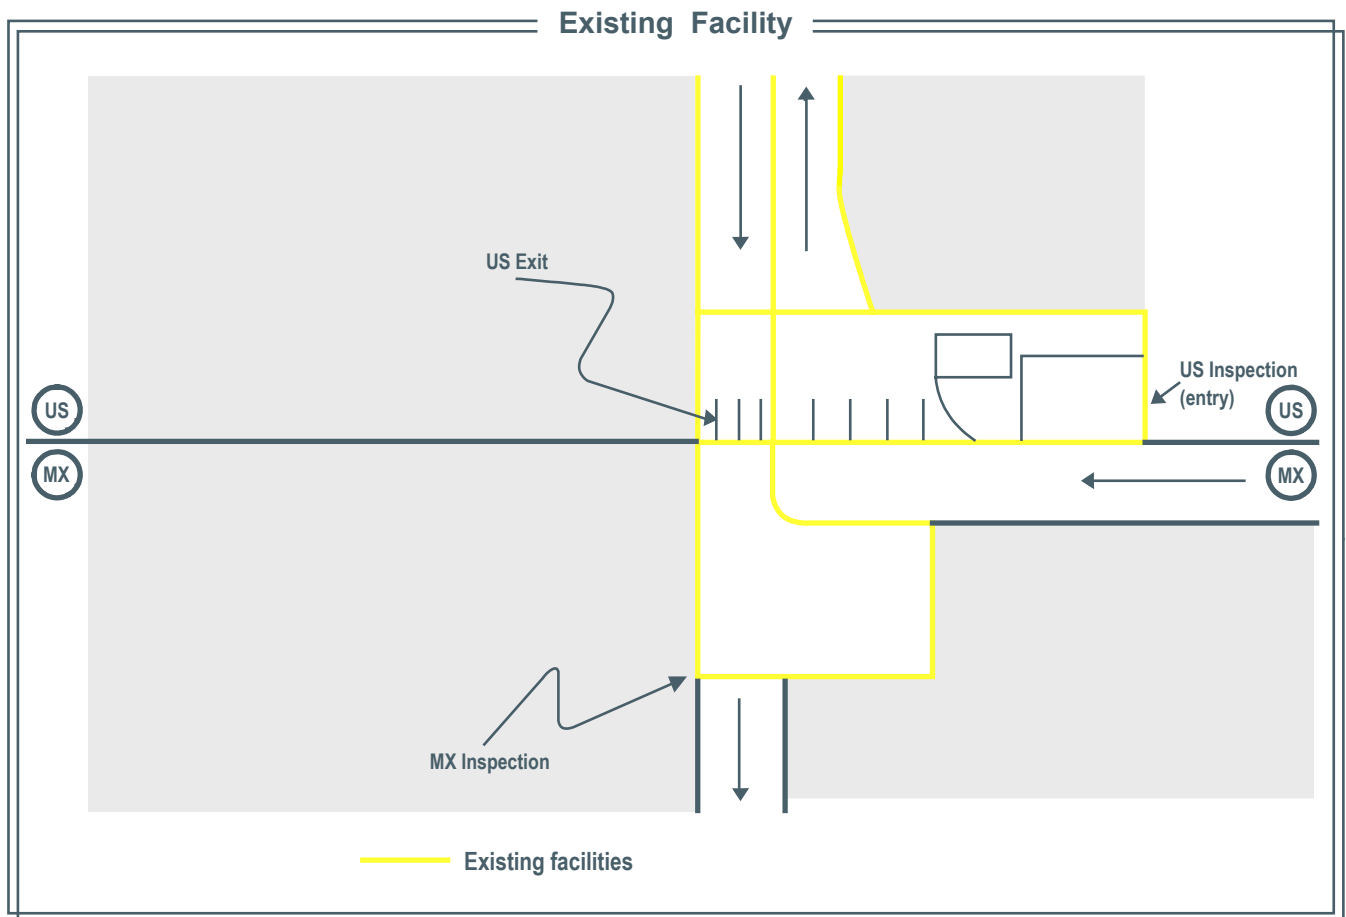 Existing Facility
US Exit
US Inspection
(entry)
US
US
MX
MX
MX Inspection
Existing facilities